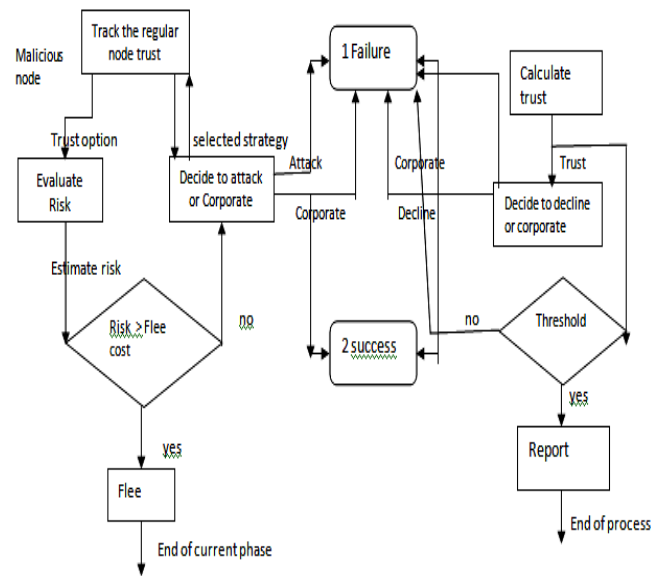 Track the regular
node trust
Malicious
node
1 Failure
Calculate
trust
Trust option
selected strategy
Attack
Corporate
Trust
Evaluate
Risk
Decide to attack
or Corporate
Corporate
Decline
Decide to decline
or corporate
Estimate risk
Risk >Flee
cost
no
2 success
no
Threshold
yes
yes
Flee
Report
End of current phase
End of process